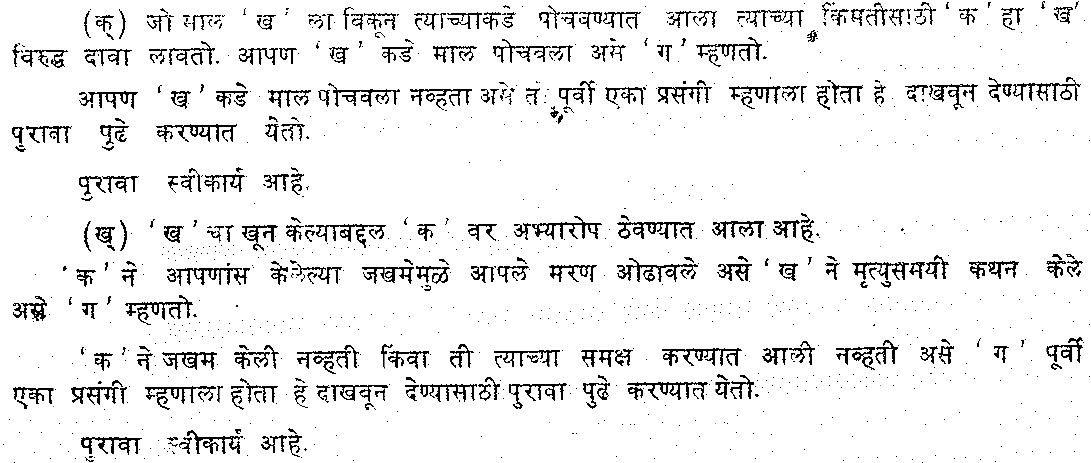 (क्) जो माल ‘ख’ ला विकून त्याच्याकडे पोचवण्यात आला त्याच्या किंमतीसाठी ‘क’ हा ‘ख’
विरुद्ध दावा लावतो. आपण ‘ख’ कडे माल पोचवला असे ‘ग’ म्हणतो.
आपण ‘ख’ कडे माल पोचवला नव्हता असे तो पूर्वी एका प्रसंगी म्हणाला होता हे दाखवून देण्यासाठी
पुरावा पुढे करण्यात येतो.
पुरावा स्वीकार्य आहे.
(ख्) ‘ख’चा खून केल्याबद्दल ‘क’ वर अभ्यारोप ठेवण्यात आला आहे.
‘क’ ने आपणांस केलेल्या जखमेमुळे आपले मरण ओढावले असे ‘ख’ ने मृत्युसमयी कथन केले
असे ‘ग’ म्हणतो.
‘क’ ने जखम केली नव्हती किंवा ती त्याच्या समक्ष करण्यात आली नव्हती असे ‘ग’ पूर्वी
एका प्रसंगी म्हणाला होता हे दाखवून देण्यासाठी पुरावा पुढे करण्यात येतो.
पुरावा स्वीकार्य आहे.